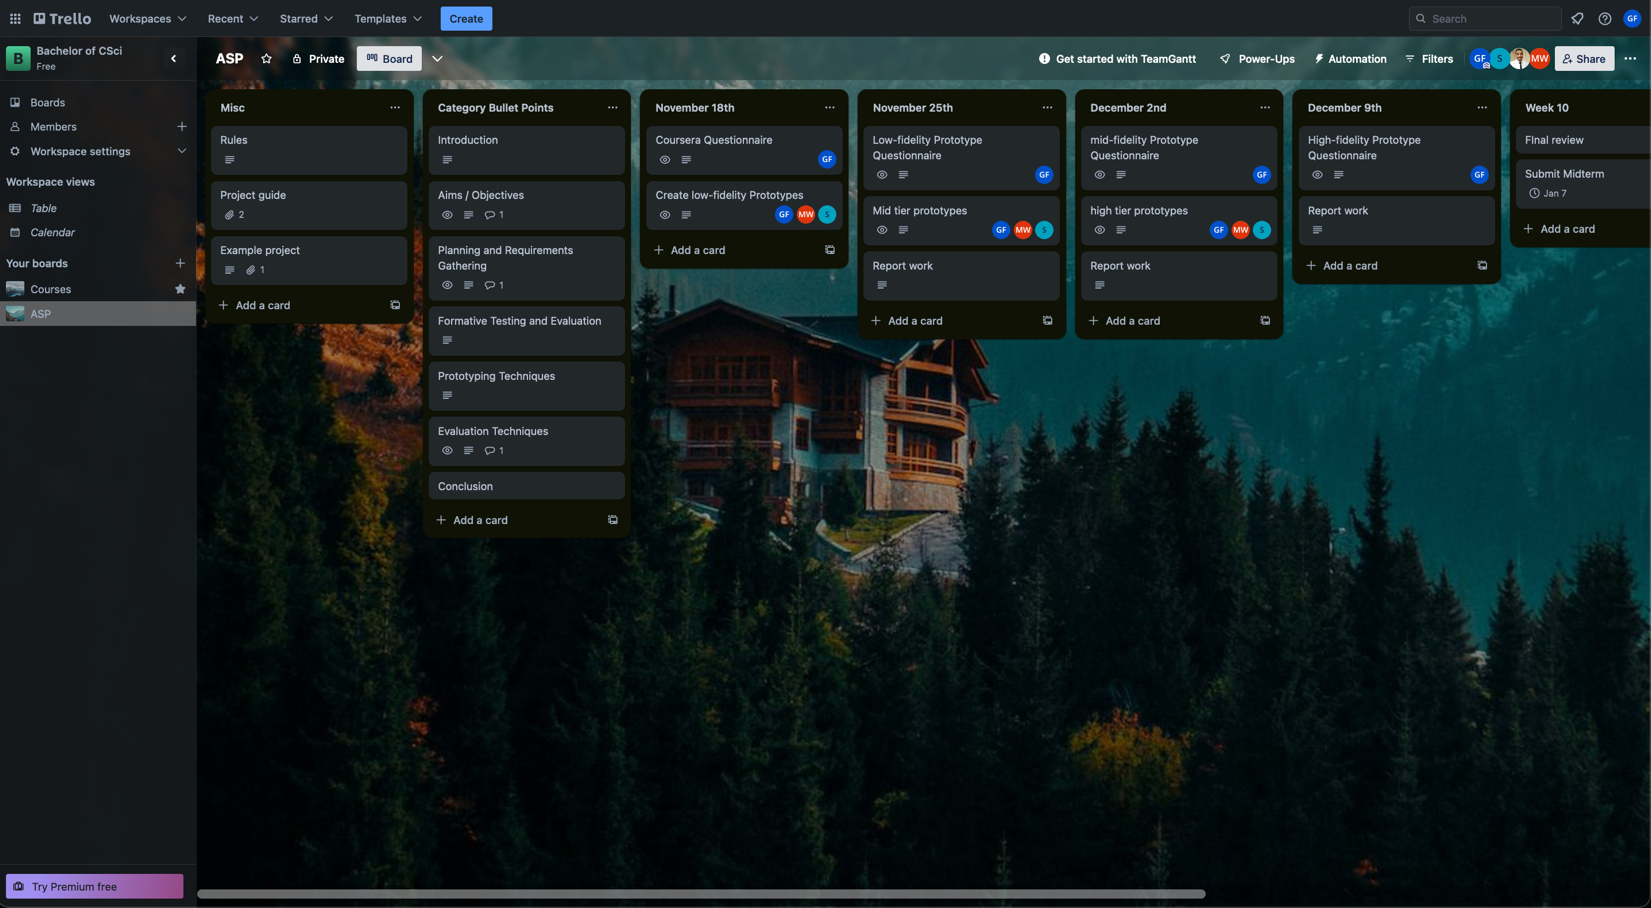 Trello
Workspaces
Recent
Starred
Templates
Create
Search
GF
B
Bachelor of CSci
Free
Boards
Members
Workspace settings
Workspace views
Table
Calendar
Your boards
Courses
ASP
Try Premium free
ASP
Private
Board
Get started with TeamGantt
Power-Ups
Automation
Filters
GF
S
MW
Share
Misc
Rules
Project guide
2
Example project
1
Add a card
Category Bullet Points
Introduction
Aims / Objectives
1
Planning and Requirements
Gathering
1
Formative Testing and Evaluation
Prototyping Techniques
Evaluation Techniques
1
Conclusion
Add a card
November 18th
Coursera Questionnaire
GF
Create low-fidelity Prototypes
GF MW S
Add a card
November 25th
Low-fidelity Prototype
Questionnaire
GF
Mid tier prototypes
GF MW S
Report work
Add a card
December 2nd
mid-fidelity Prototype
Questionnaire
GF
high tier prototypes
GF MW S
Report work
Add a card
December 9th
High-fidelity Prototype
Questionnaire
GF
Report work
Add a card
Week 10
FInal review
Submit Midterm
Jan 7
Add a card